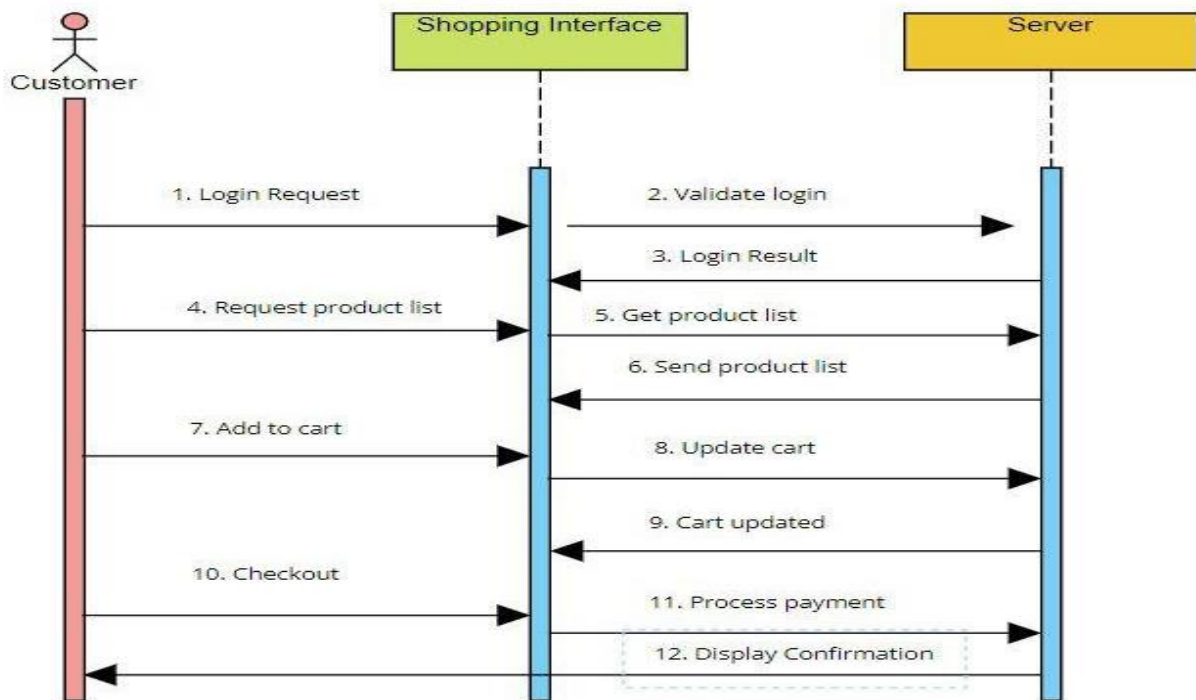 Shopping Interface
Server
Customer
1. Login Request
2. Validate login
3. Login Result
4. Request product list
5. Get product list
6. Send product list
7. Add to cart
8. Update cart
9. Cart updated
10. Checkout
11. Process payment
12. Display Confirmation